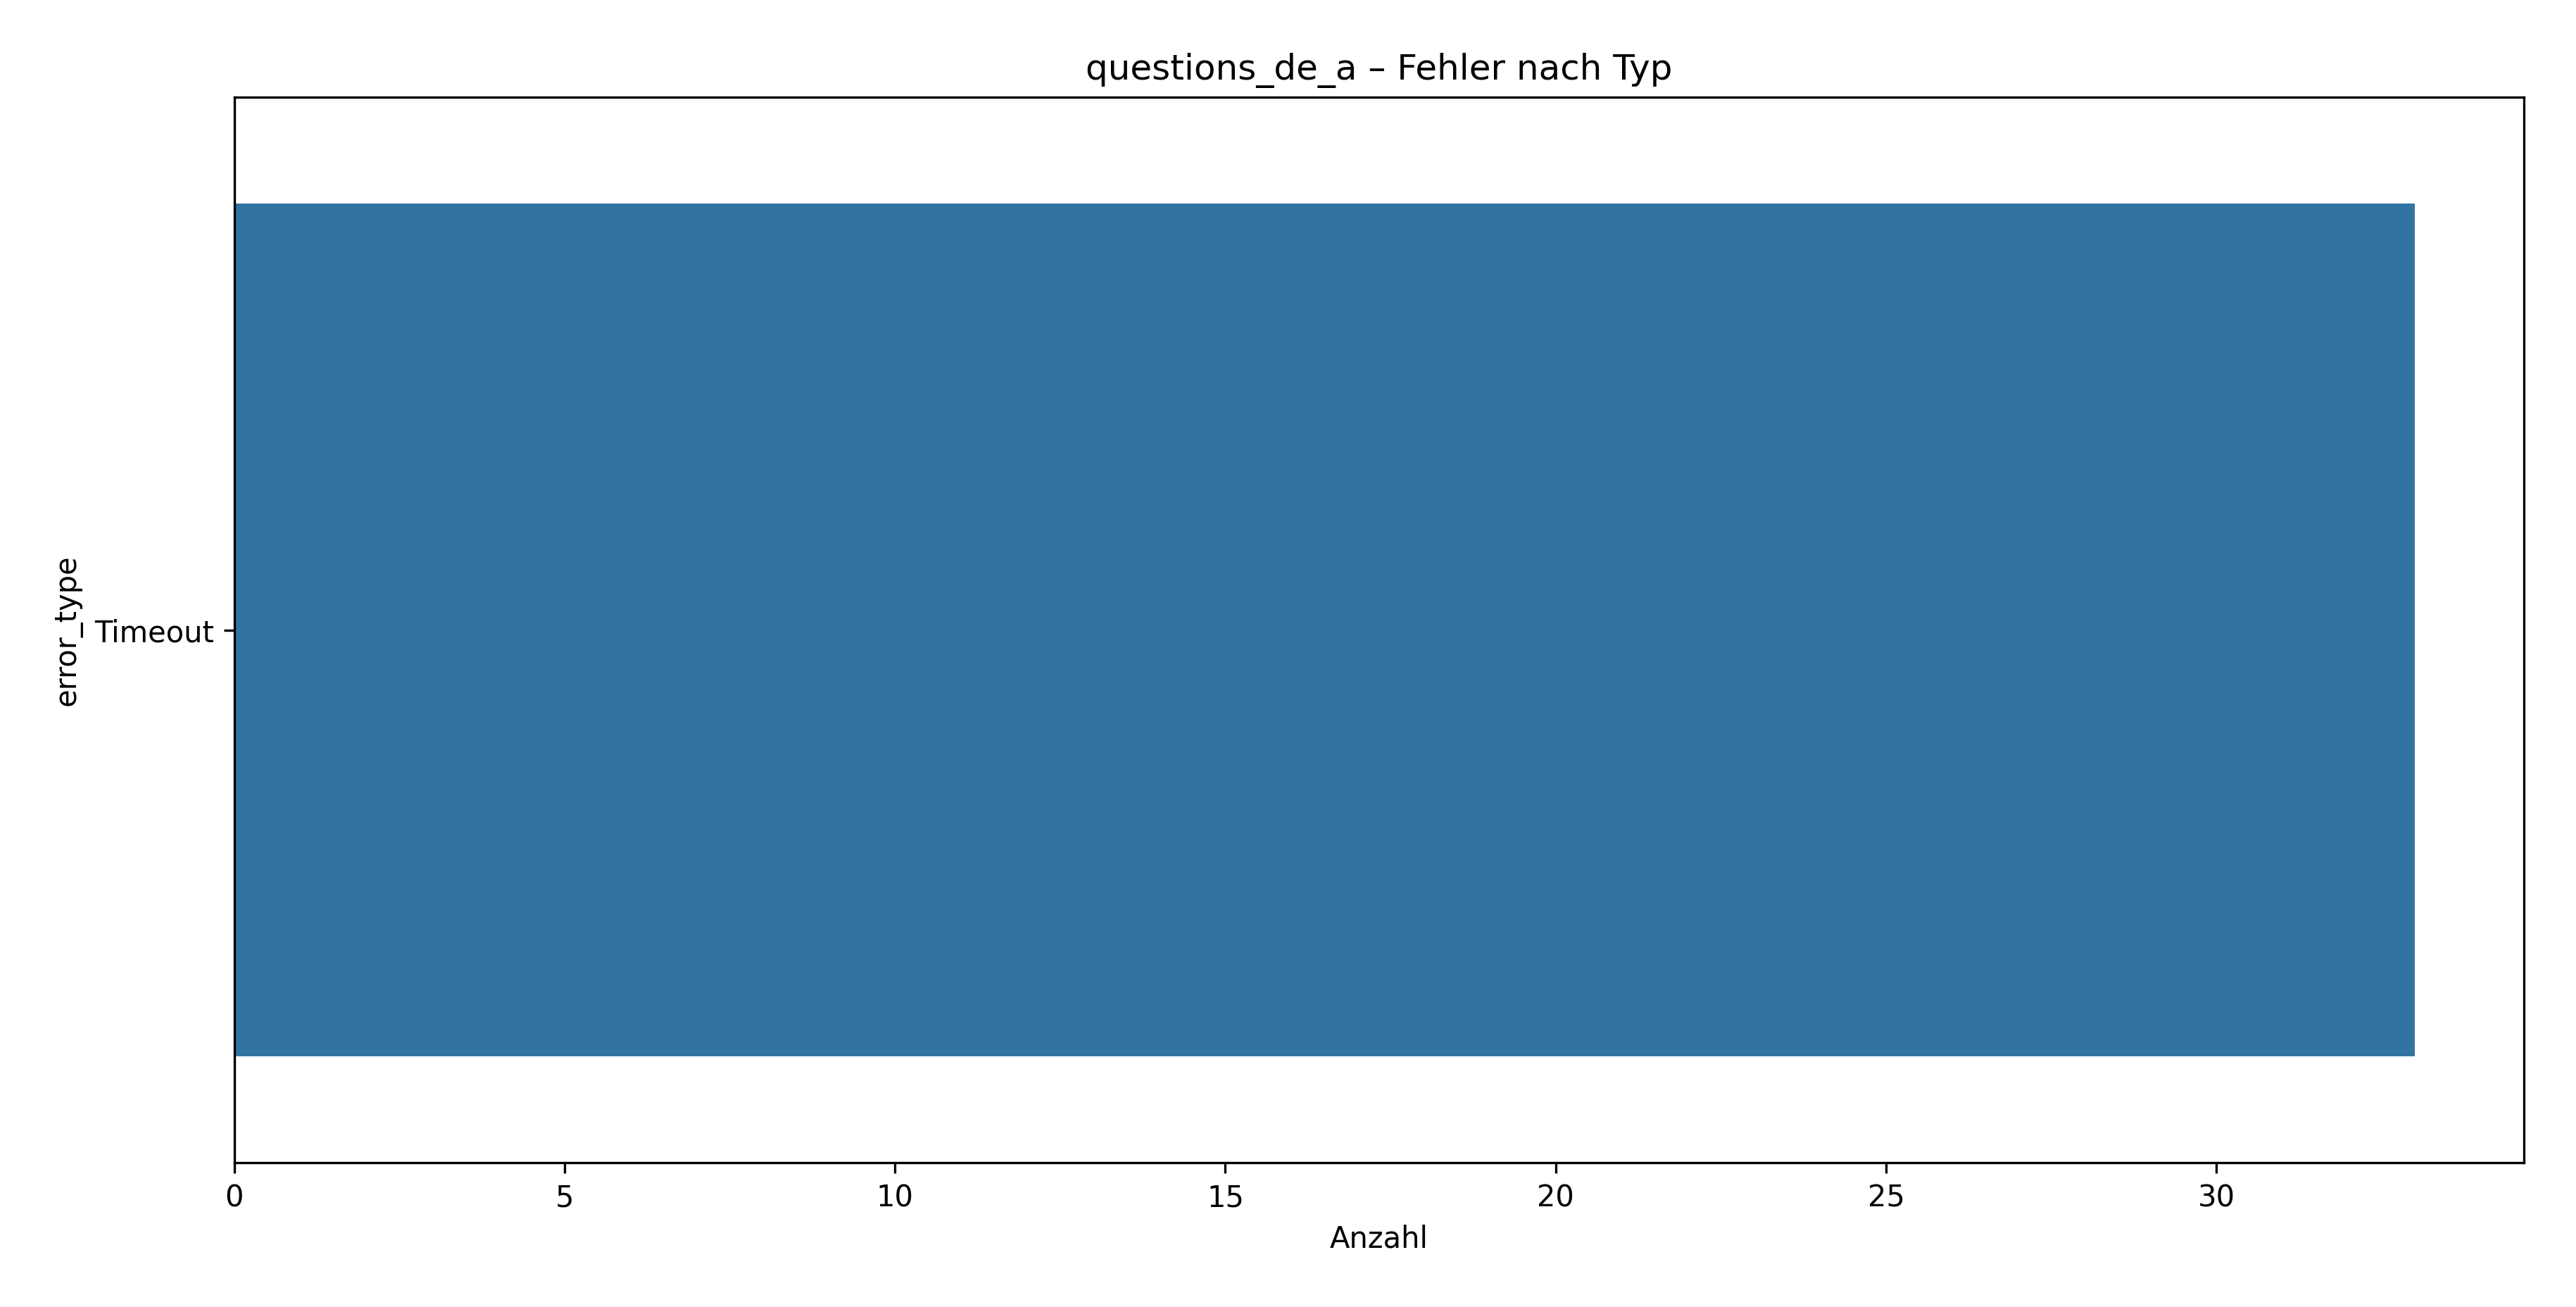 questions_de_a – Fehler nach Typ
error_type
Timeout
0 5 10 15 20 25 30
Anzahl